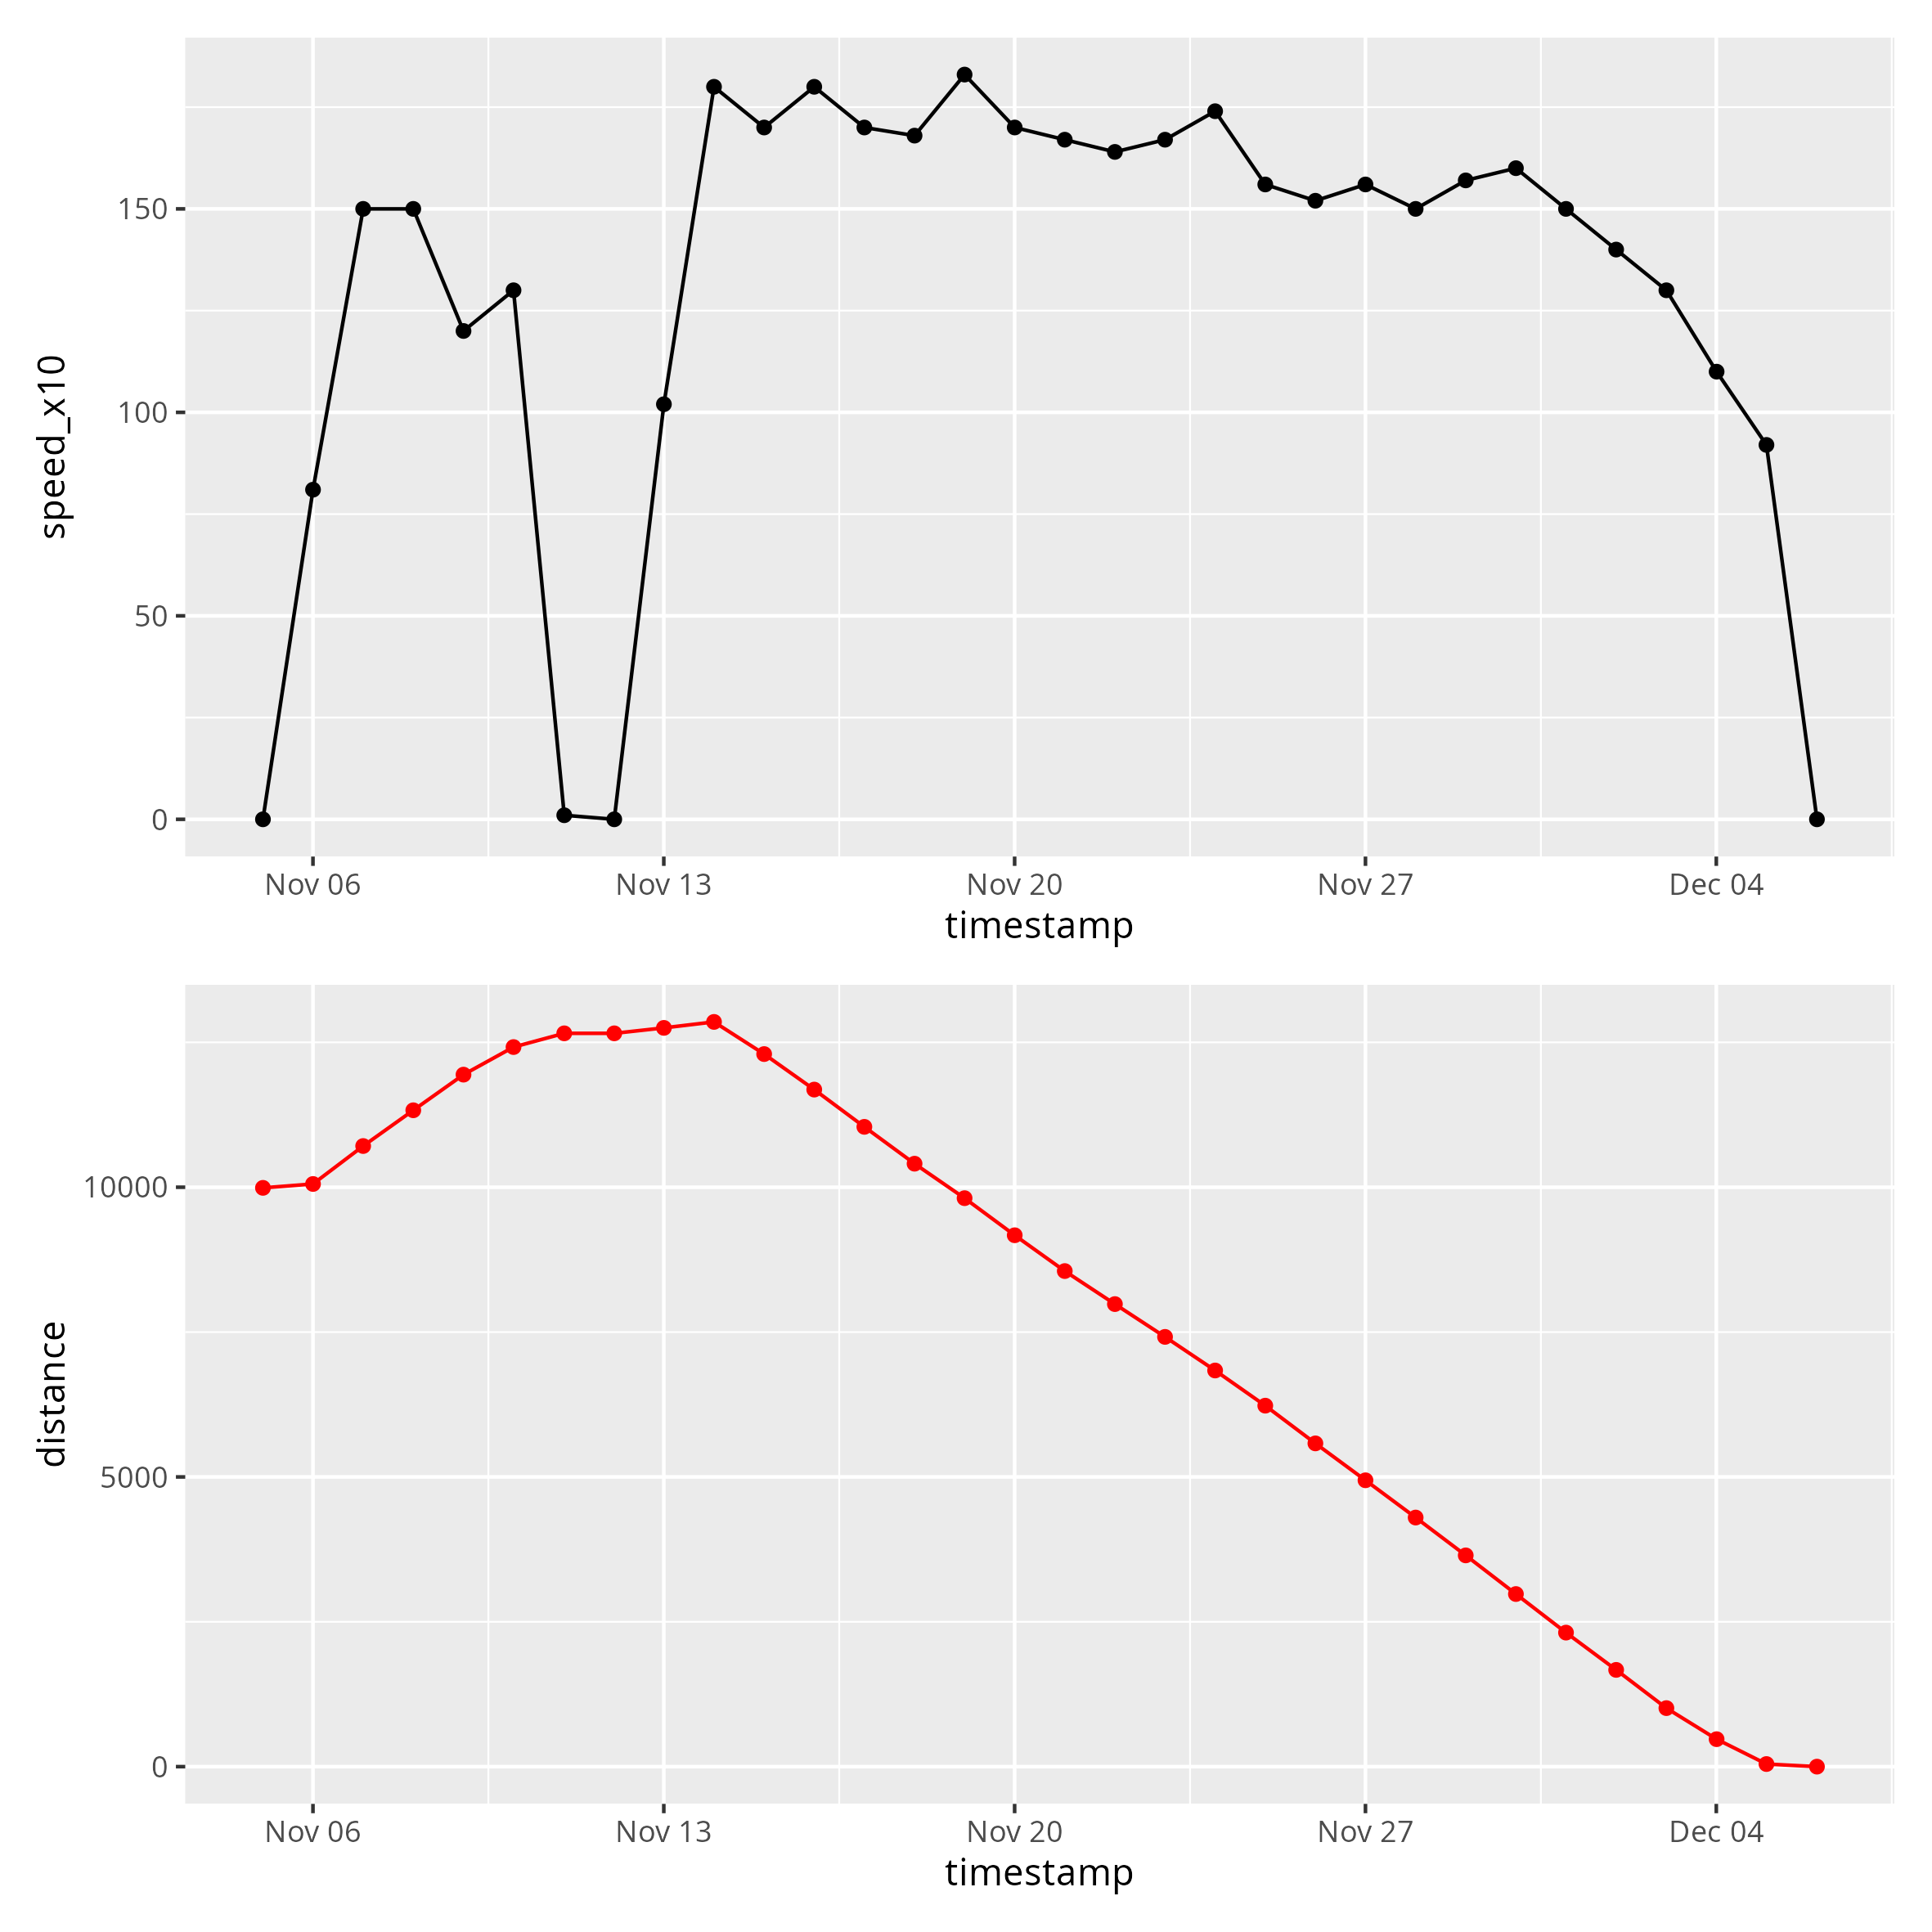 speed_x10
150
100
50
0
Nov 06 Nov 13 Nov 20 Nov 27 Dec 04
timestamp
distance
10000
5000
0
Nov 06 Nov 13 Nov 20 Nov 27 Dec 04
timestamp